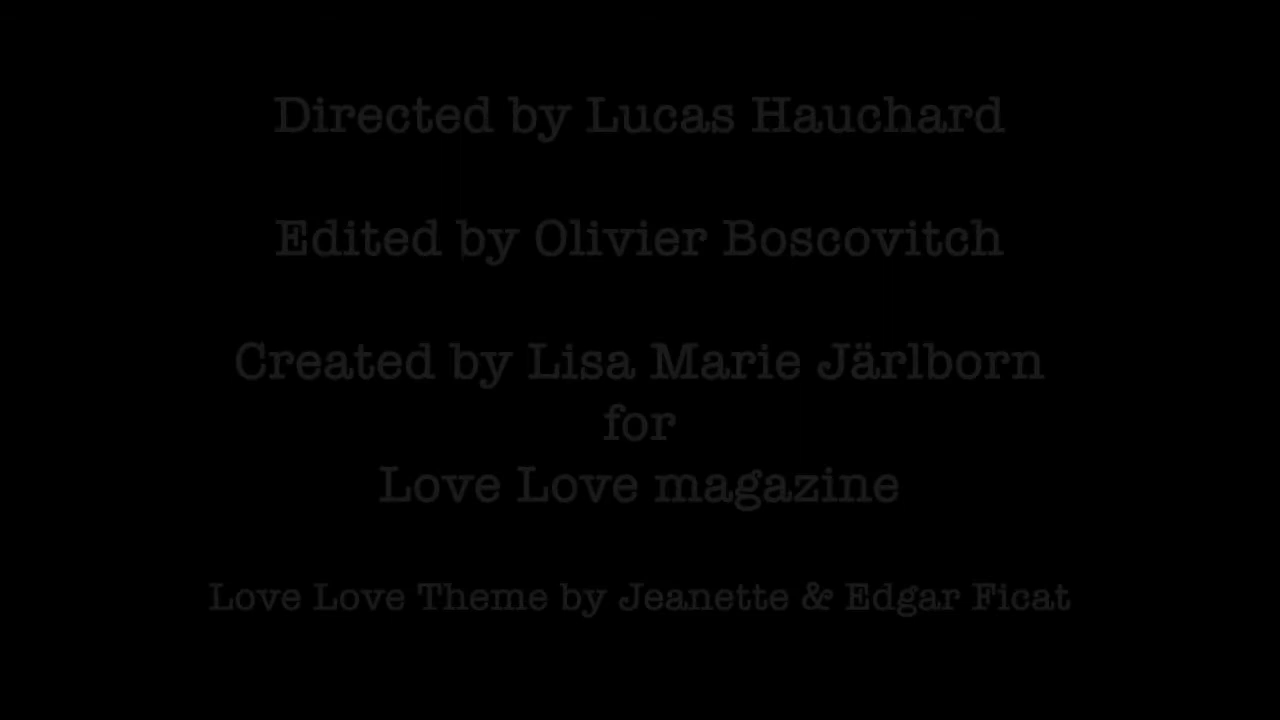 Directed by Lucas Hauchard
Edited by Olivier Boscovitch
Created by Lisa Marie Järlborn
for
Love Love magazine
Love Love Theme by Jeanette & Edgar Ficat